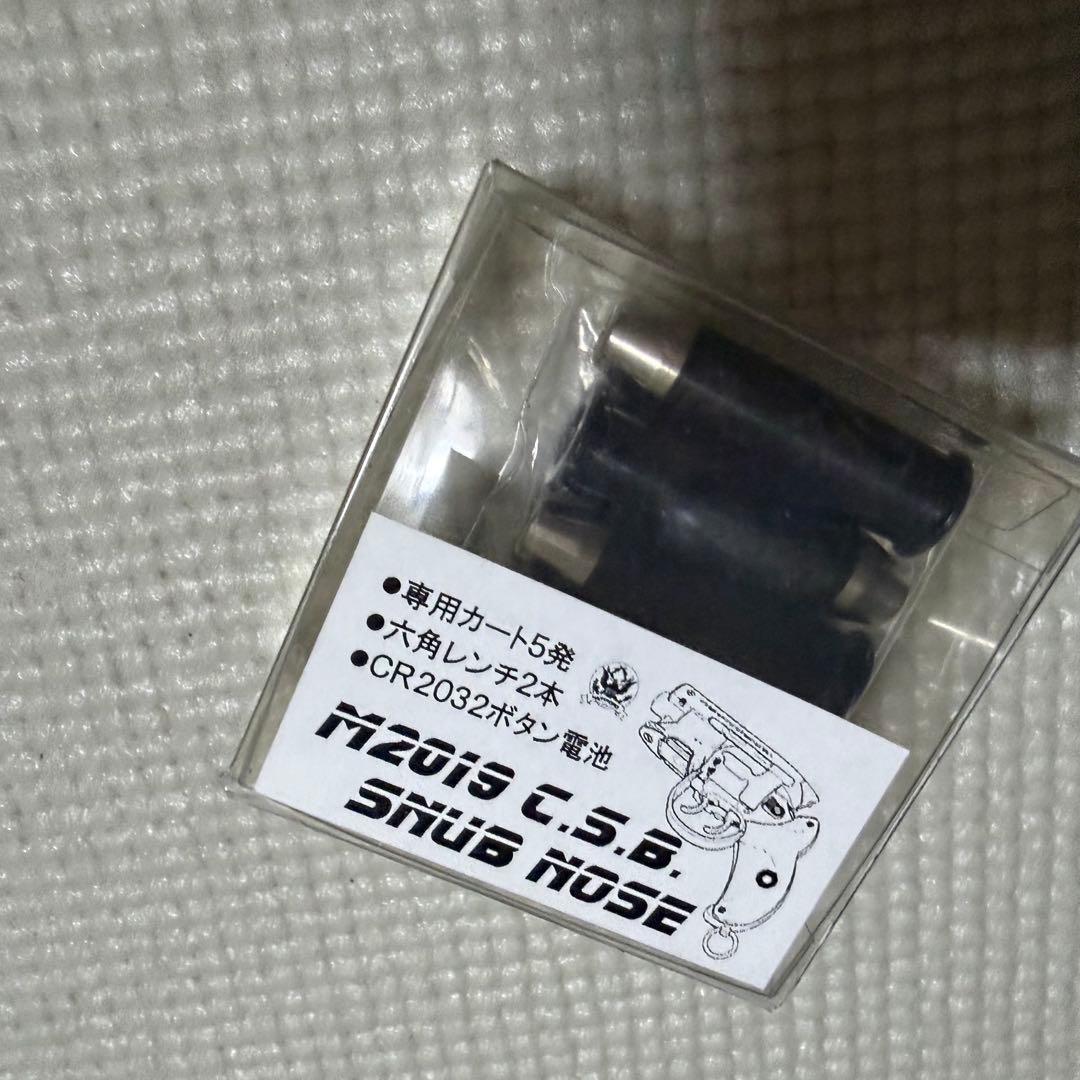 ●専用カート5発
●六角レンチ2本
●CR2032ボタン電池
M2019 C.S.B.
SNUB NOSE